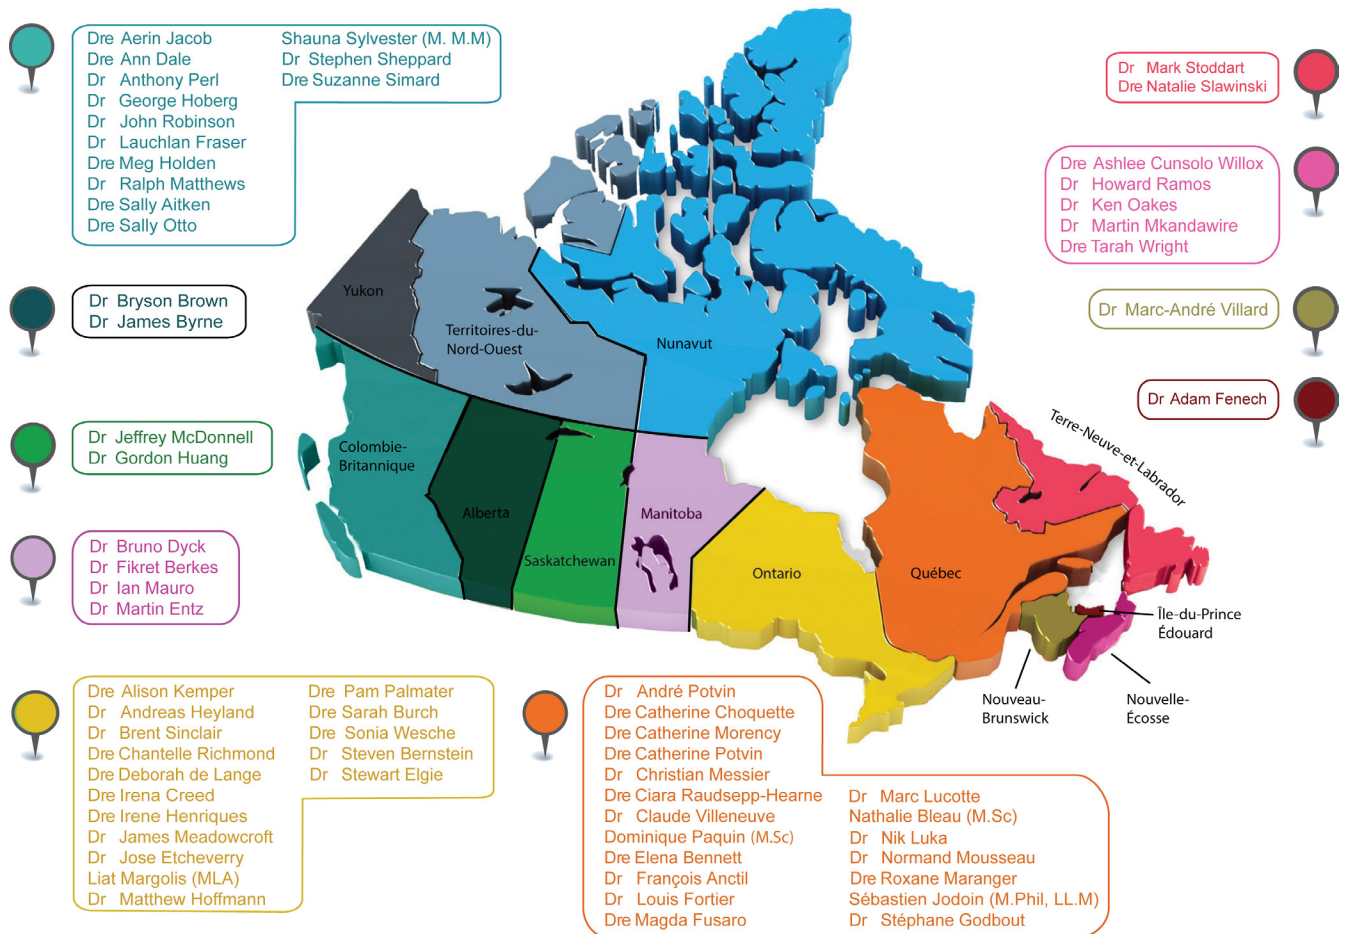 Dre Aerin Jacob
Dre Ann Dale
Dr Anthony Perl
Dr George Hoberg
Dr John Robinson
Dr Lauchlan Fraser
Dre Meg Holden
Dr Ralph Matthews
Dre Sally Aitken
Dre Sally Otto
Shauna Sylvester (M. M.M)
Dr Stephen Sheppard
Dre Suzanne Simard
Dr Bryson Brown
Dr James Byrne
Dr Jeffrey McDonnell
Dr Gordon Huang
Dr Bruno Dyck
Dr Fikret Berkes
Dr Ian Mauro
Dr Martin Entz
Dr Mark Stoddart
Dre Natalie Slawinski
Dre Ashlee Cunsolo Willox
Dr Howard Ramos
Dr Ken Oakes
Dr Martin Mkandawire
Dre Tarah Wright
Dr Marc-André Villard
Dr Adam Fenech
Yukon
Territoires-du-
Nord-Ouest
Nunavut
Colombie-
Britannique
Alberta
Saskatchewan
Manitoba
Ontario
Québec
Terre-Neuve-et-Labrador
Île-du-Prince
Édouard
Nouveau-
Brunswick
Nouvelle-
Écosse
Dre Alison Kemper
Dr Andreas Heyland
Dr Brent Sinclair
Dre Chantelle Richmond
Dre Deborah de Lange
Dre Irena Creed
Dre Irene Henriques
Dr James Meadowcroft
Dr Jose Etcheverry
Liat Margolis (MLA)
Dr Matthew Hoffmann
Dre Pam Palmater
Dre Sarah Burch
Dre Sonia Wesche
Dr Steven Bernstein
Dr Stewart Elgie
Dr André Potvin
Dre Catherine Choquette
Dre Catherine Morency
Dre Catherine Potvin
Dr Christian Messier
Dre Ciara Raudsepp-Hearne
Dr Claude Villeneuve
Dominique Paquin (M.Sc)
Dre Elena Bennett
Dr François Anctil
Dr Louis Fortier
Dre Magda Fusaro
Dr Marc Lucotte
Nathalie Bleau (M.Sc)
Dr Nik Luka
Dr Normand Mousseau
Dre Roxane Maranger
Sébastien Jodoin (M.Phil, LL.M)
Dr Stéphane Godbout